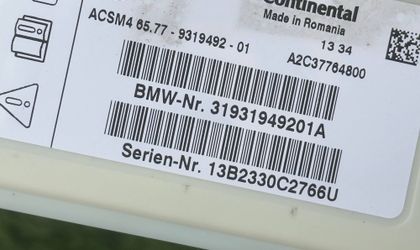 Continental
Made in Romania
ACSM4 65.77 - 9319492 - 01
13 34
A2C37764800
BMW-Nr. 31931949201A
Serien-Nr. 13B2330C2766U